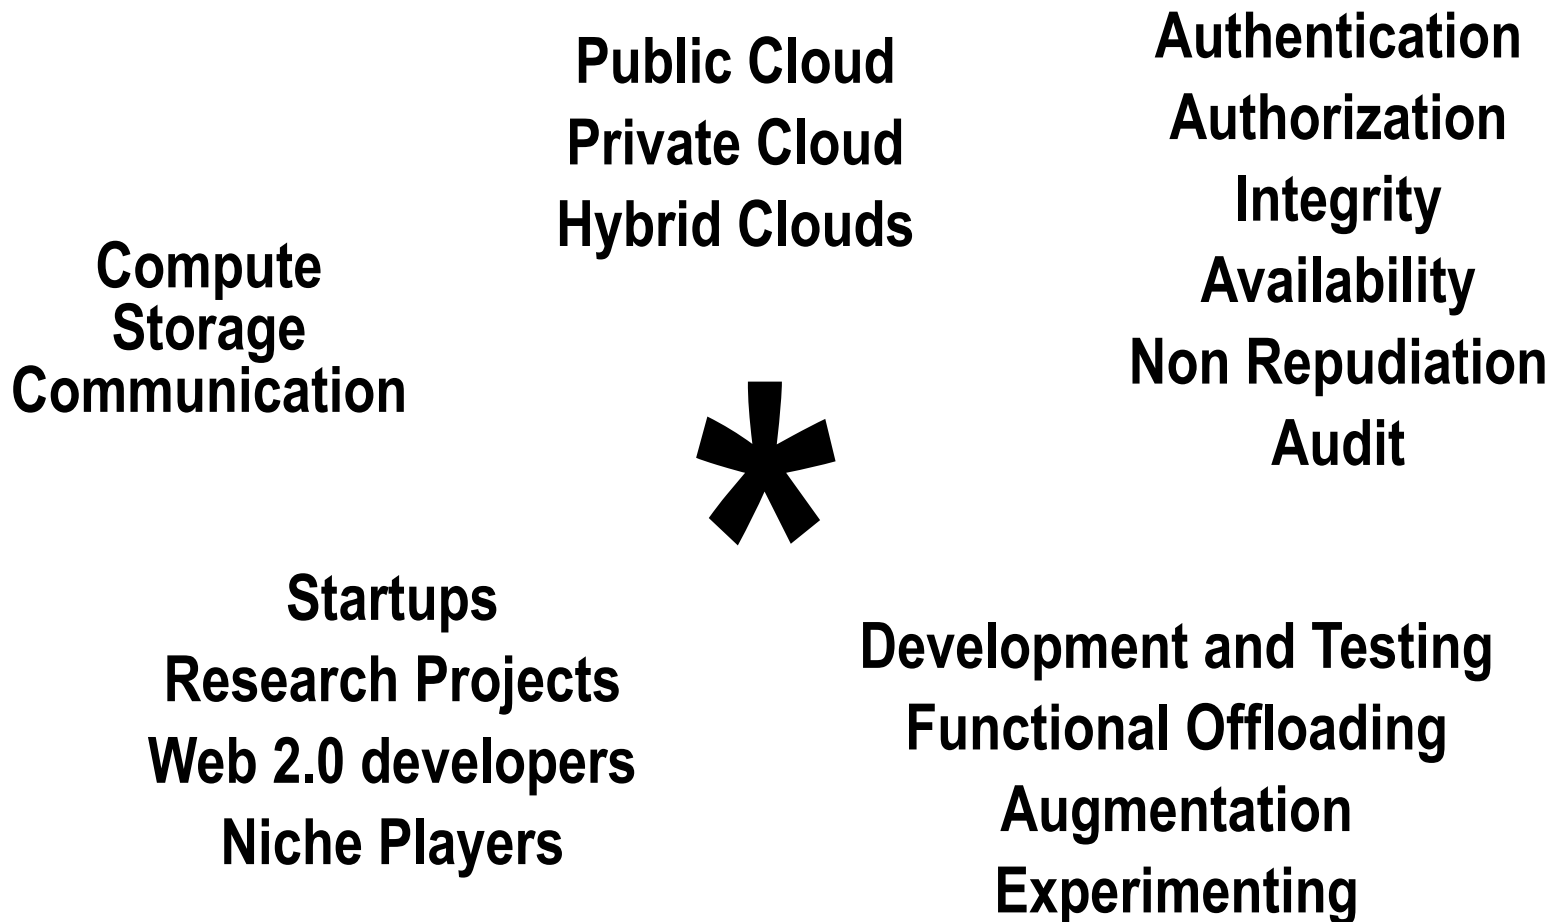 Public Cloud
Private Cloud
Hybrid Clouds
Authentication
Authorization
Integrity
Availability
Non Repudiation
Audit
Compute
Storage
Communication
*
Startups
Research Projects
Web 2.0 developers
Niche Players
Development and Testing
Functional Offloading
Augmentation
Experimenting